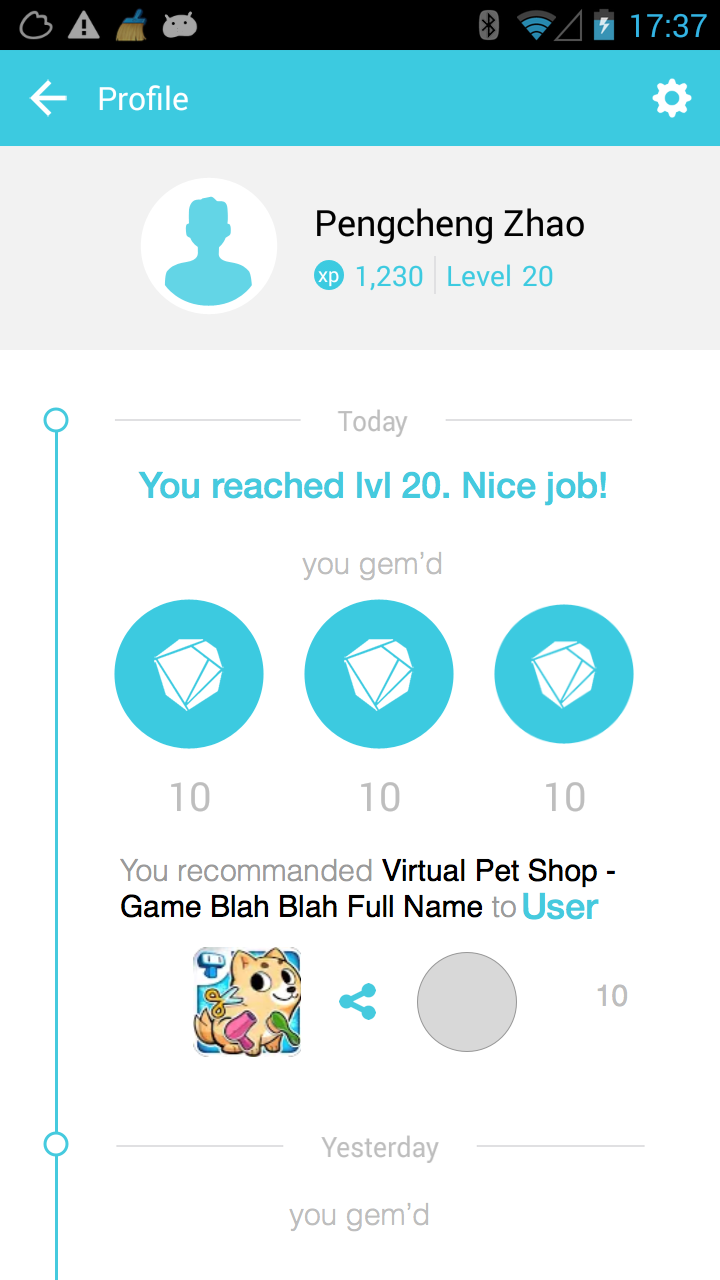 17:37
Profile
Pengcheng Zhao
xp 1,230 Level 20
Today
You reached lvl 20. Nice job!
you gem’d
10 10 10
You recommanded Virtual Pet Shop -
Game Blah Blah Full Name to User
10
Yesterday
you gem’d